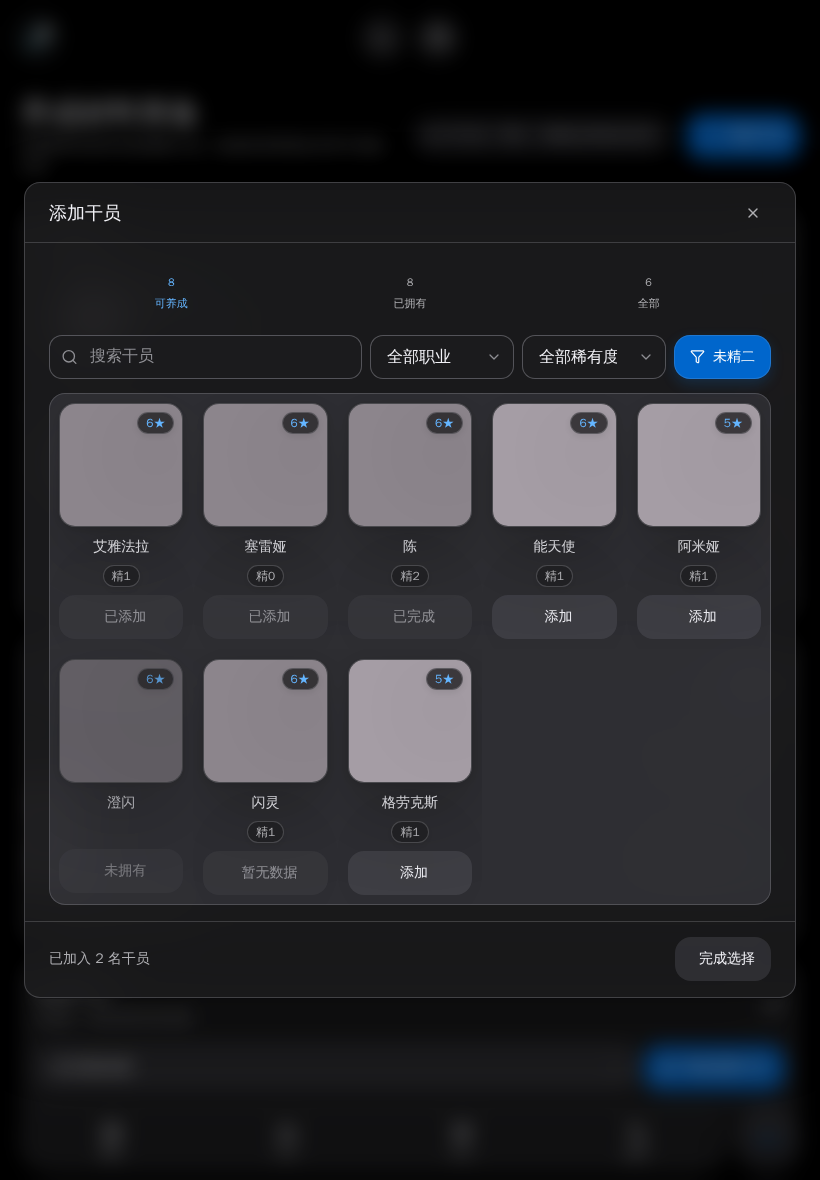 添加干员
8 8 6
可养成 已拥有 全部
搜索干员 全部职业 全部稀有度 未精二
6★ 6★ 6★ 6★ 5★
艾雅法拉 塞雷娅 陈 能天使 阿米娅
精1 精0 精2 精1 精1
已添加 已添加 已完成 添加 添加
6★ 6★ 5★
澄闪 闪灵 格劳克斯
精1 精1
未拥有 暂无数据 添加
已加入 2 名干员 完成选择